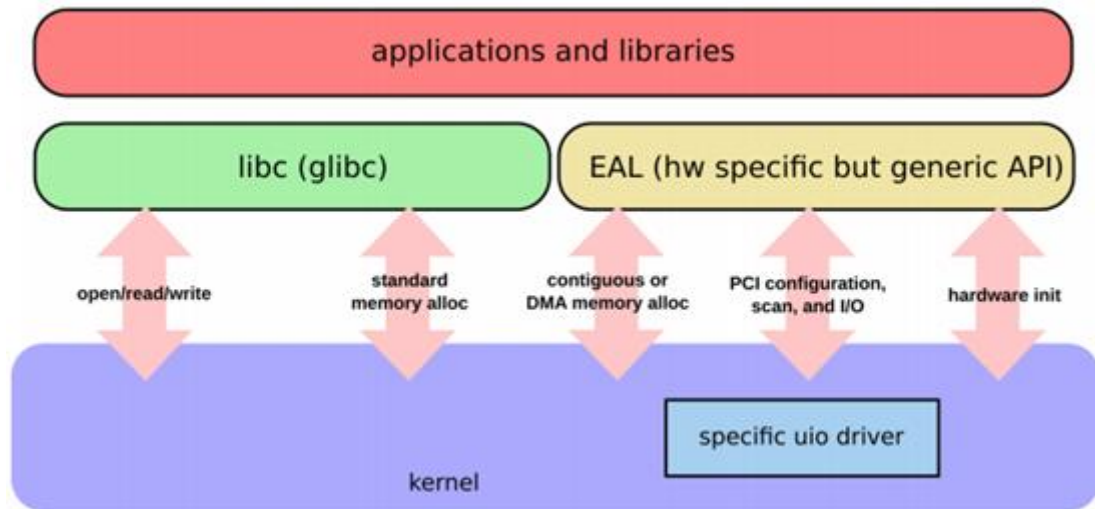 applications and libraries
libc (glibc)
EAL (hw specific but generic API)
open/read/write
standard
memory alloc
contiguous or
DMA memory alloc
PCI configuration,
scan, and I/O
hardware init
specific uio driver
kernel